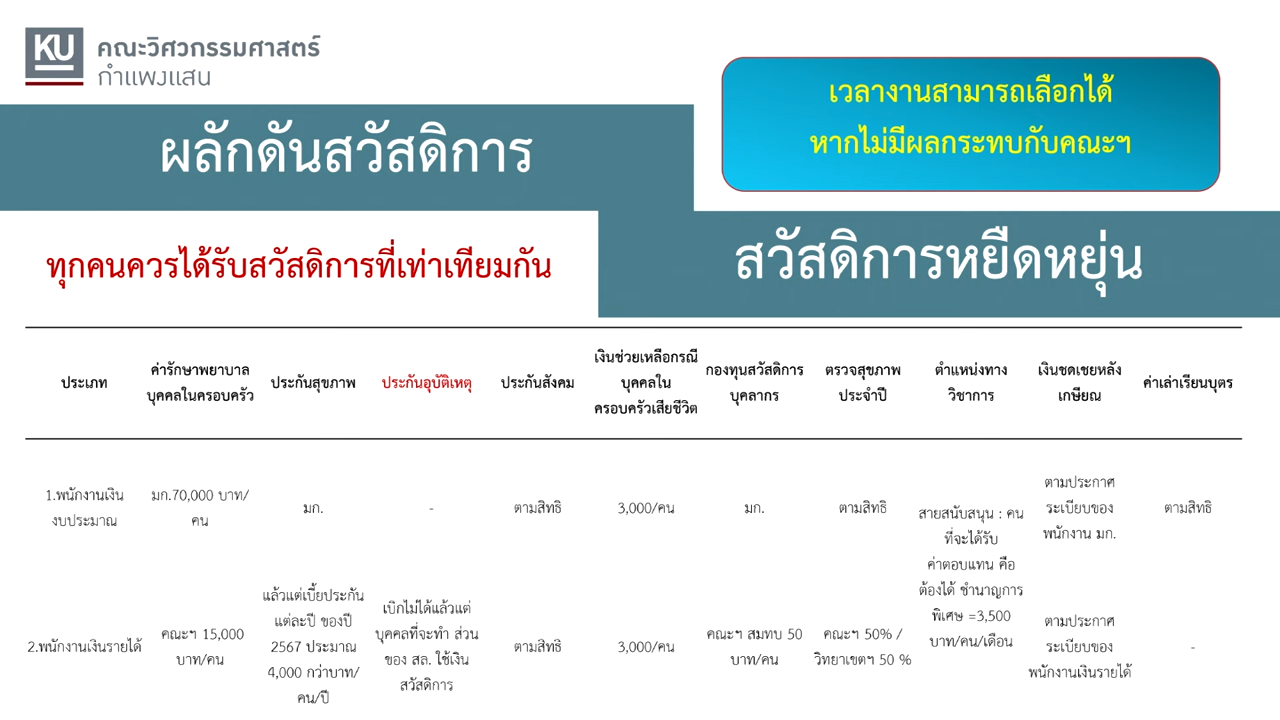 KU
คณะวิศวกรรมศาสตร์
กำแพงแสน
เวลางานสามารถเลือกได้
หากไม่มีผลกระทบกับคณะฯ
ผลักดันสวัสดิการ
ทุกคนควรได้รับสวัสดิการที่เท่าเทียมกัน
สวัสดิการหยืดหยุ่น
ประเภท
ค่ารักษาพยาบาล
บุคคลในครอบครัว
ประกันสุขภาพ
ประกันอุบัติเหตุ
ประกันสังคม
เงินช่วยเหลือกรณี
บุคคลใน
ครอบครัวเสียชีวิต
กองทุนสวัสดิการ
บุคลากร
ตรวจสุขภาพ
ประจำปี
ตำแหน่งทาง
วิชาการ
เงินชดเชยหลัง
เกษียณ
ค่าเล่าเรียนบุตร
1.พนักงานเงิน
งบประมาณ
มก.70,000 บาท/
คน
มก.
-
ตามสิทธิ
3,000/คน
มก.
ตามสิทธิ
สายสนับสนุน : คน
ที่จะได้รับ
ค่าตอบแทน คือ
ต้องได้ ชำนาญการ
พิเศษ =3,500
บาท/คน/เดือน
ตามประกาศ
ระเบียบของ
พนักงาน มก.
ตามสิทธิ
2.พนักงานเงินรายได้
คณะฯ 15,000
บาท/คน
แล้วแต่เบี้ยประกัน
แต่ละปี ของปี
2567 ประมาณ
4,000 กว่าบาท/
คน/ปี
เบิกไม่ได้แล้วแต่
บุคคลที่จะทำ ส่วน
ของ สล. ใช้เงิน
สวัสดิการ
ตามสิทธิ
3,000/คน
คณะฯ สมทบ 50
บาท/คน
คณะฯ 50% /
วิทยาเขตฯ 50 %
ตามประกาศ
ระเบียบของ
พนักงานเงินรายได้
-